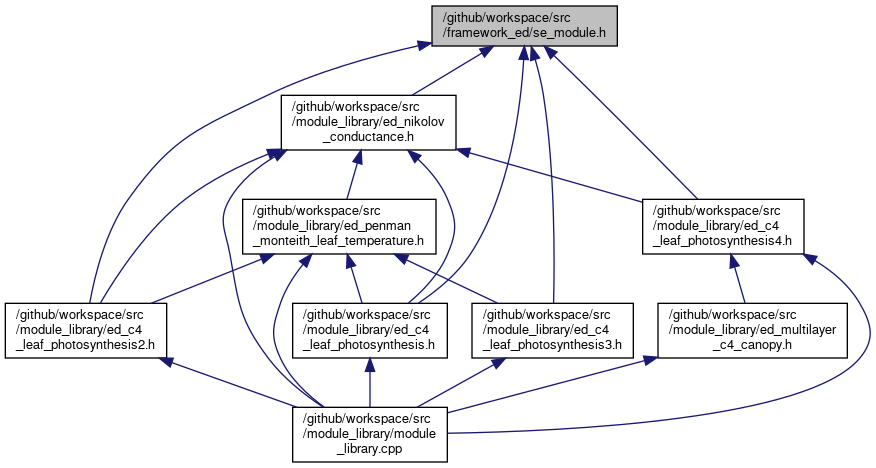 /github/workspace/src
/framework_ed/se_module.h
/github/workspace/src
/module_library/ed_nikolov
_conductance.h
/github/workspace/src
/module_library/ed_penman
_monteith_leaf_temperature.h
/github/workspace/src
/module_library/ed_c4
_leaf_photosynthesis4.h
/github/workspace/src
/module_library/ed_c4
_leaf_photosynthesis2.h
/github/workspace/src
/module_library/ed_c4
_leaf_photosynthesis.h
/github/workspace/src
/module_library/ed_c4
_leaf_photosynthesis3.h
/github/workspace/src
/module_library/ed_multilayer
_c4_canopy.h
/github/workspace/src
/module_library/module
_library.cpp